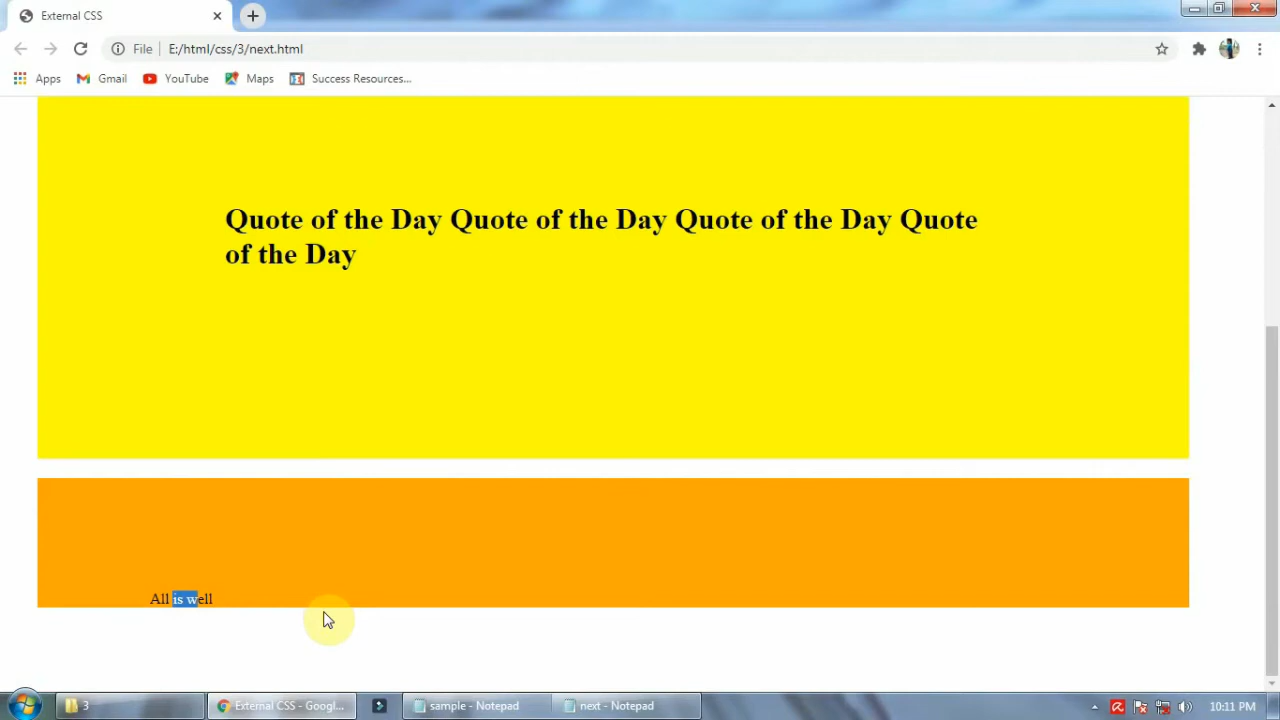 External CSS
File
E:/html/css/3/next.html
Apps
Gmail
YouTube
Maps
Success Resources...
Quote of the Day Quote of the Day Quote of the Day Quote
of the Day
All is well
3
External CSS - Googl...
sample - Notepad
next - Notepad
10:11 PM